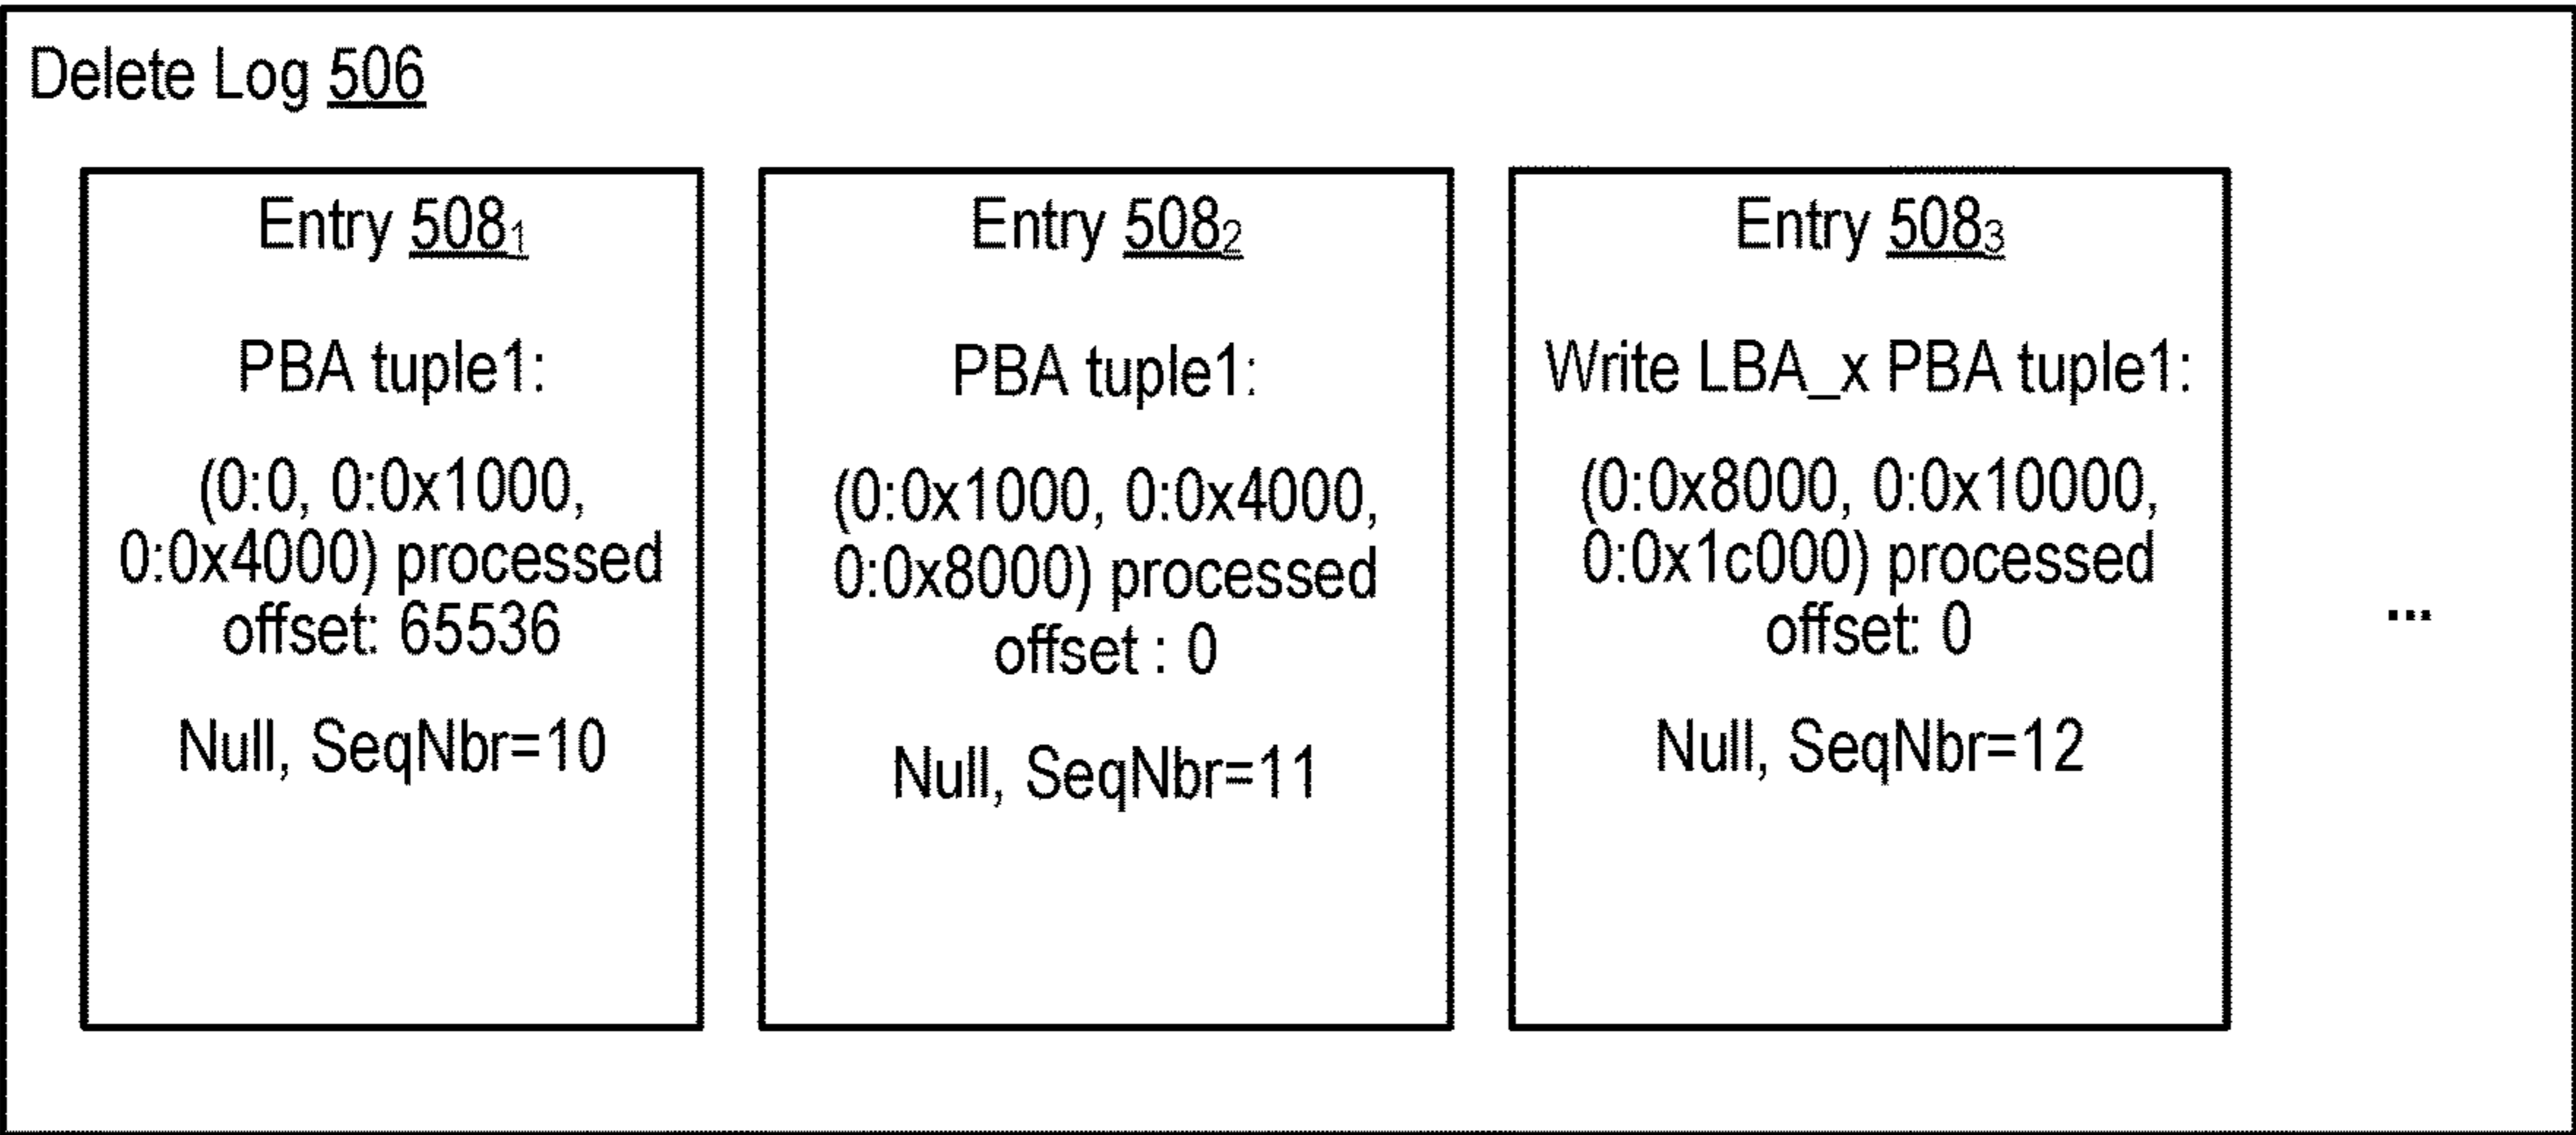 Delete Log 506
Entry 508₁
PBA tuple1:
(0:0, 0:0x1000,
0:0x4000) processed
offset: 65536
Null, SeqNbr=10
Entry 508₂
PBA tuple1:
(0:0x1000, 0:0x4000,
0:0x8000) processed
offset : 0
Null, SeqNbr=11
Entry 508₃
Write LBA_x PBA tuple1:
(0:0x8000, 0:0x10000,
0:0x1c000) processed
offset: 0
Null, SeqNbr=12
...